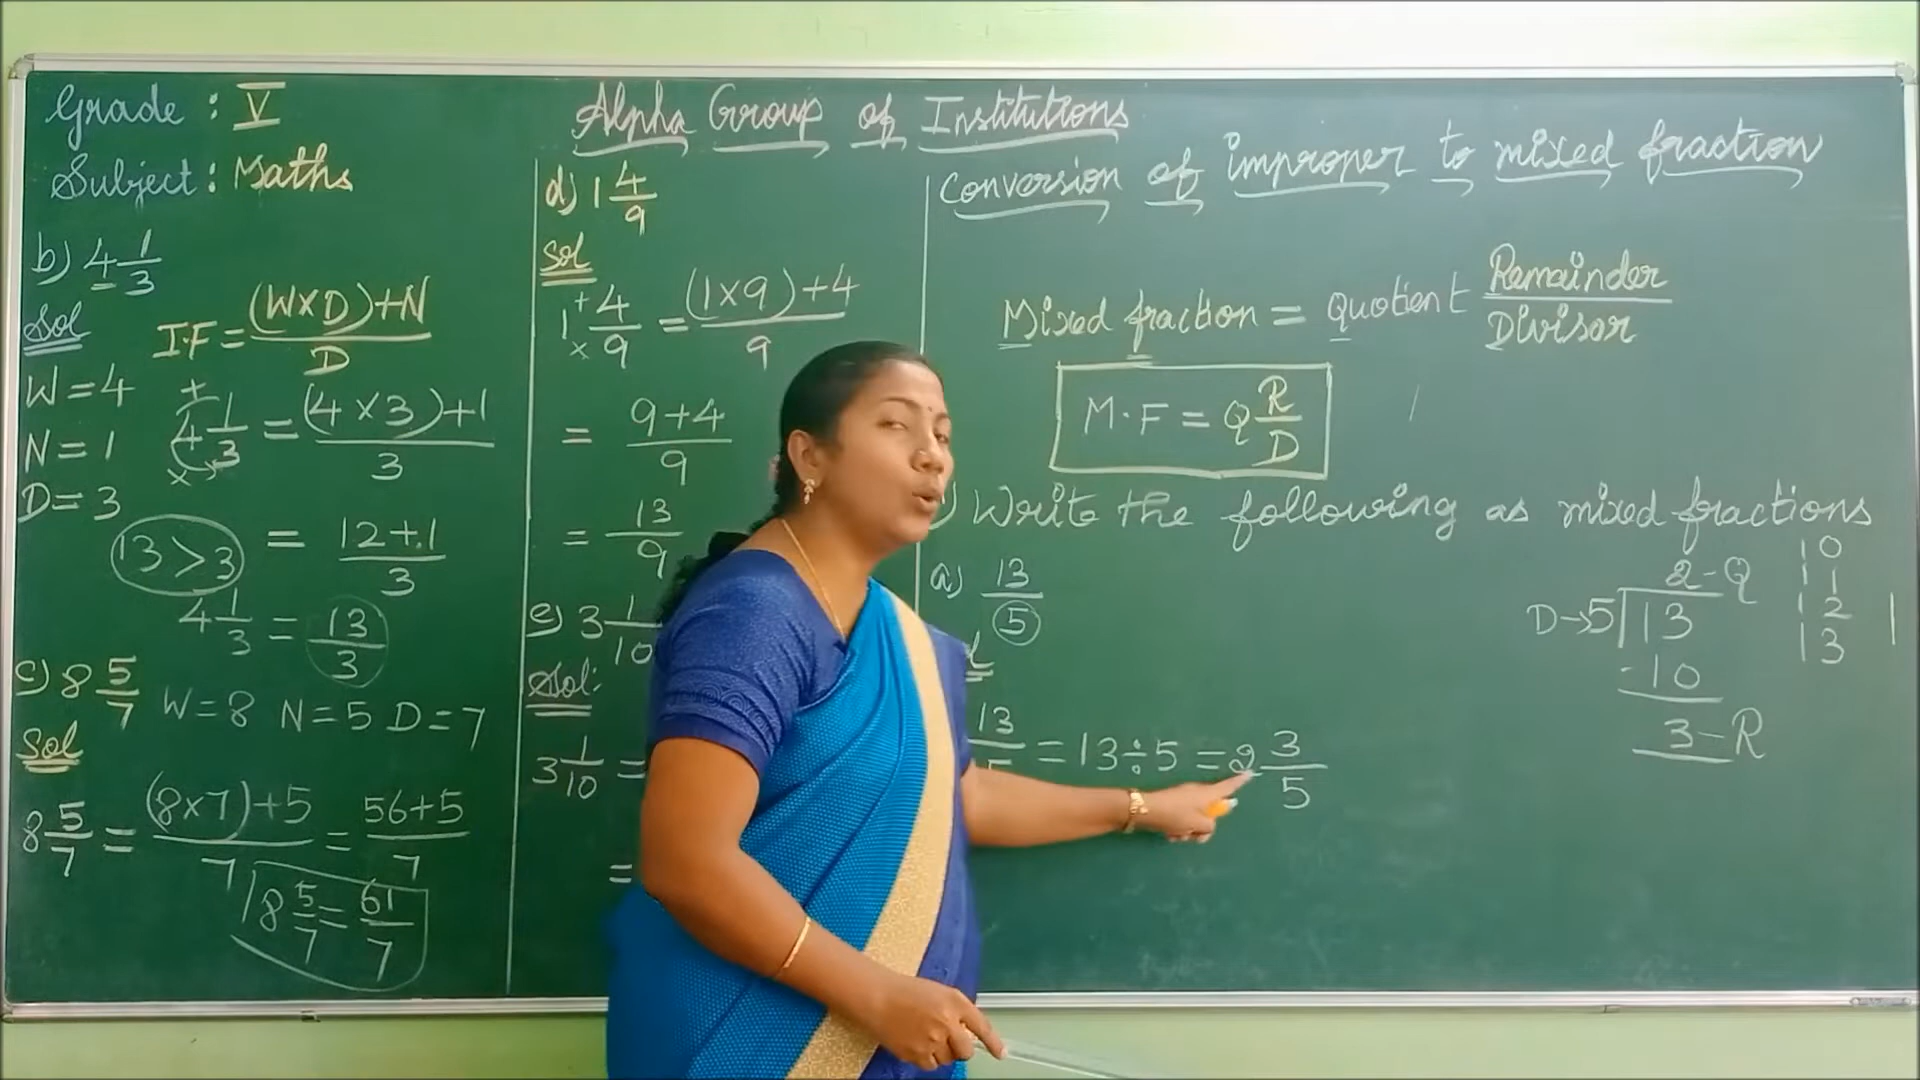 Grade : V
Subject : Maths
b) 4 1/3
Sol
I.F = (W×D)+N / D
W = 4
N = 1
D = 3
+ 4 1/3 × = (4×3)+1 / 3
13 > 3 = 12+1 / 3
4 1/3 = 13/3
c) 8 5/7 W = 8 N = 5 D = 7
Sol
8 5/7 = (8×7)+5 / 7 = 56+5 / 7
8 5/7 = 61/7
Alpha Group of Institutions
d) 1 4/9
Sol
1 + 4/9 × = (1×9)+4 / 9
= 9+4 / 9
= 13/9
e) 3 1/10
Sol:
3 1/10 =
=
Conversion of improper to mixed fraction
Mixed fraction = Quotient Remainder/Divisor
M.F = Q R/D
) Write the following as mixed fractions
a) 13/5
13 = 13÷5 = 2 3/5
2-Q
D→5 13
-10
3-R
10
11
12
13